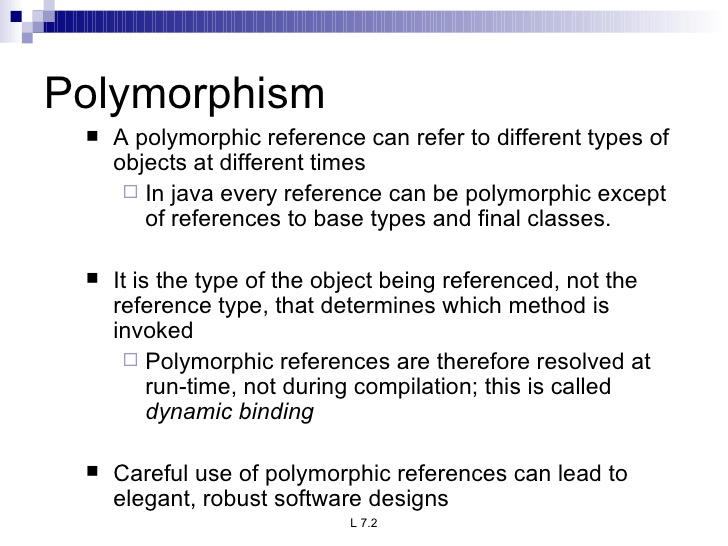 Polymorphism
A polymorphic reference can refer to different types of
objects at different times
In java every reference can be polymorphic except
of references to base types and final classes.
It is the type of the object being referenced, not the
reference type, that determines which method is
invoked
Polymorphic references are therefore resolved at
run-time, not during compilation; this is called
dynamic binding
Careful use of polymorphic references can lead to
elegant, robust software designs
L 7.2